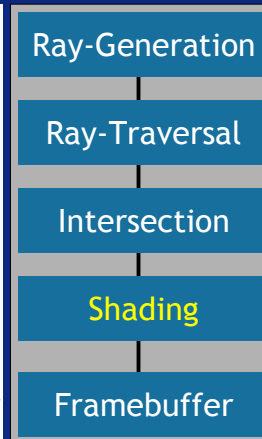 Ray-Generation
Ray-Traversal
Intersection
Shading
Framebuffer